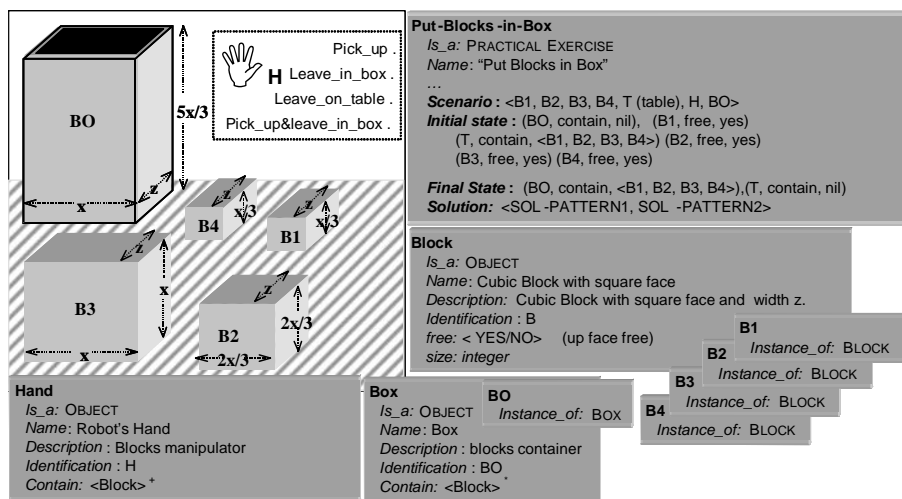 BO
5x/3
x
z
H
Pick_up .
Leave_in_box .
Leave_on_table .
Pick_up&leave_in_box .
z
B4
x/3
z
B1
x/3
z
B3
x
x
z
B2
2x/3
2x/3
Put-Blocks-in-Box
Is_a: PRACTICAL EXERCISE
Name: “Put Blocks in Box”
…
Scenario : <B1, B2, B3, B4, T (table), H, BO>
Initial state : (BO, contain, nil), (B1, free, yes)
(T, contain, <B1, B2, B3, B4>) (B2, free, yes)
(B3, free, yes) (B4, free, yes)
Final State : (BO, contain, <B1, B2, B3, B4>),(T, contain, nil)
Solution: <SOL -PATTERN1, SOL -PATTERN2>
Block
Is_a: OBJECT
Name: Cubic Block with square face
Description: Cubic Block with square face and width z.
Identification : B
free: < YES/NO> (up face free)
size: integer
B1
Instance_of: BLOCK
B2
Instance_of: BLOCK
B3
Instance_of: BLOCK
B4
Instance_of: BLOCK
Hand
Is_a: OBJECT
Name: Robot's Hand
Description : Blocks manipulator
Identification : H
Contain: <Block> +
Box
Is_a: OBJECT
Name: Box
Description: blocks container
Identification : BO
Contain: <Block> *
BO
Instance_of: BOX